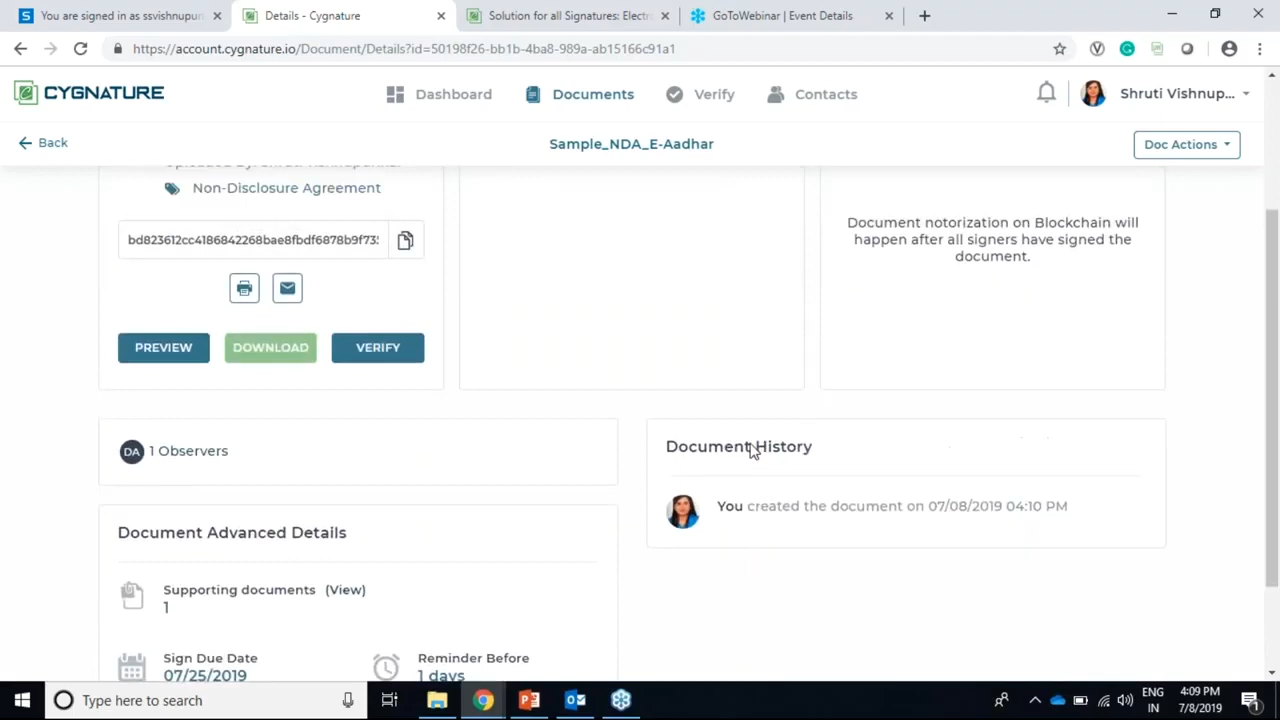 You are signed in as ssvishnupur
Details - Cygnature
Solution for all Signatures: Electr
GoToWebinar | Event Details
https://account.cygnature.io/Document/Details?id=50198f26-bb1b-4ba8-989a-ab15166c91a1
CYGNATURE
Dashboard
Documents
Verify
Contacts
Shruti Vishnup...
Back
Sample_NDA_E-Aadhar
Doc Actions
Non-Disclosure Agreement
bd823612cc4186842268bae8fbdf6878b9f73
PREVIEW
DOWNLOAD
VERIFY
Document notorization on Blockchain will
happen after all signers have signed the
document.
DA 1 Observers
Document History
You created the document on 07/08/2019 04:10 PM
Document Advanced Details
Supporting documents (View)
1
Sign Due Date
07/25/2019
Reminder Before
1 days
Type here to search
ENG
IN
4:09 PM
7/8/2019
1